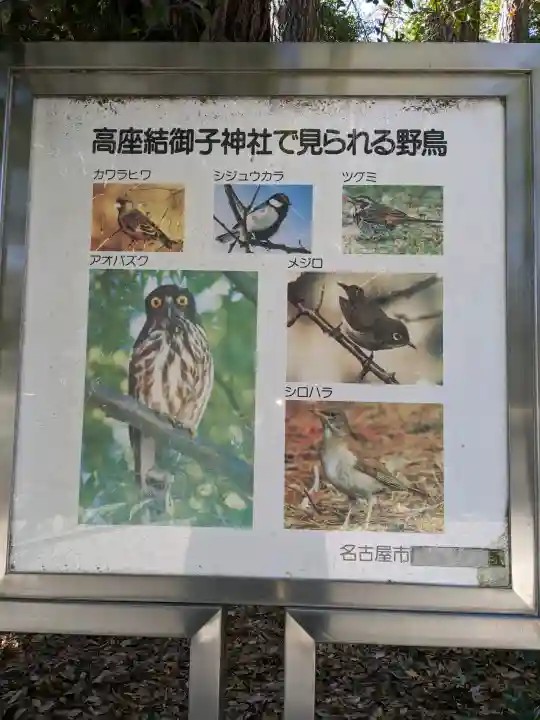 高座結御子神社で見られる野鳥
カワラヒワ
シジュウカラ
ツグミ
アオバズク
メジロ
シロハラ
名古屋市